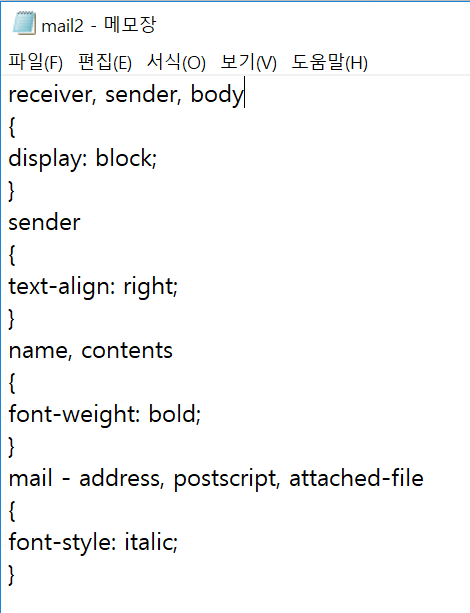 mail2 - 메모장
파일(F) 편집(E) 서식(O) 보기(V) 도움말(H)
receiver, sender, body
{
display: block;
}
sender
{
text-align: right;
}
name, contents
{
font-weight: bold;
}
mail - address, postscript, attached-file
{
font-style: italic;
}